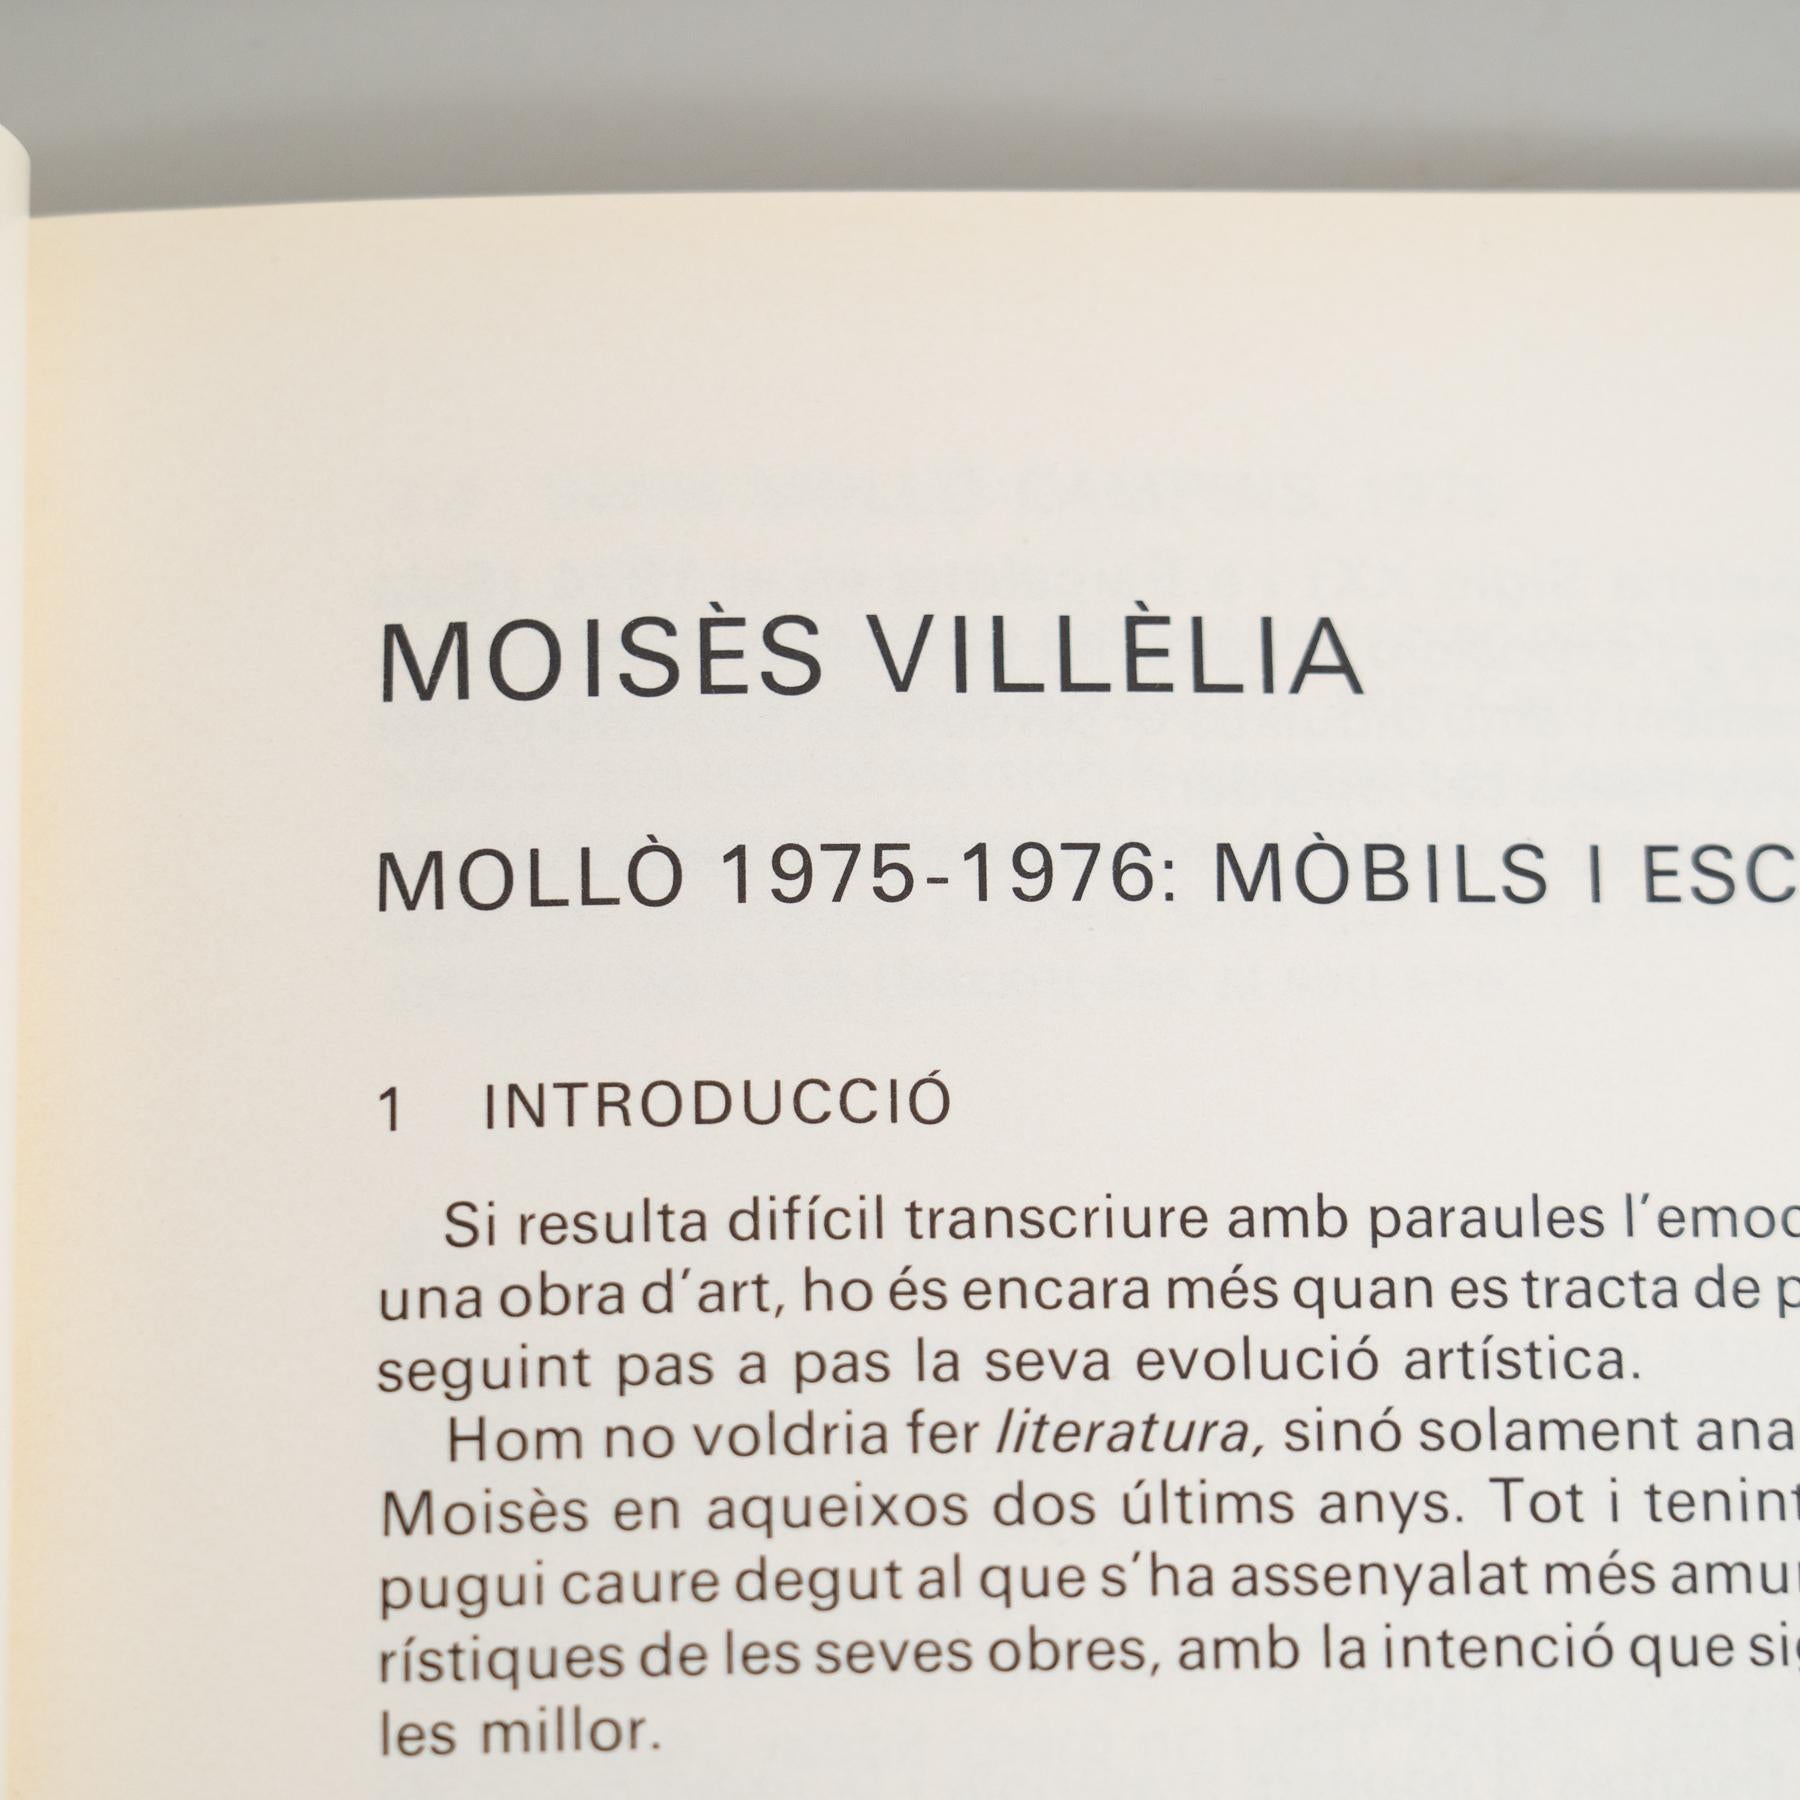 MOISÈS VILLÈLIA
MOLLÒ 1975-1976: MÒBILS I ESC
1 INTRODUCCIÓ
Si resulta difícil transcriure amb paraules l'emoc
una obra d'art, ho és encara més quan es tracta de p
seguint pas a pas la seva evolució artística.
Hom no voldria fer literatura, sinó solament ana
Moisès en aqueixos dos últims anys. Tot i tenint
pugui caure degut al que s'ha assenyalat més amu
rístiques de les seves obres, amb la intenció que sig
les millor.